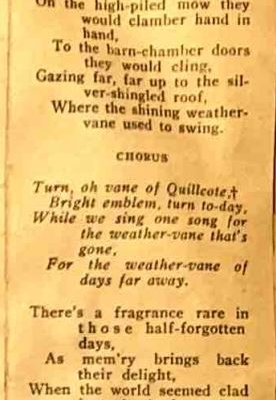 On the high-piled mow they
would clamber hand in
hand,
To the barn-chamber doors
they would cling,
Gazing far, far up to the sil-
ver-shingled roof,
Where the shining weather-
vane used to swing.
CHORUS
Turn, oh vane of Quillcote,†
Bright emblem, turn to-day,
While we sing one song for
the weather-vane that's
gone,
For the weather-vane of
days far away.
There's a fragrance rare in
those half-forgotten
days,
As mem'ry brings back
their delight,
When the world seemed clad